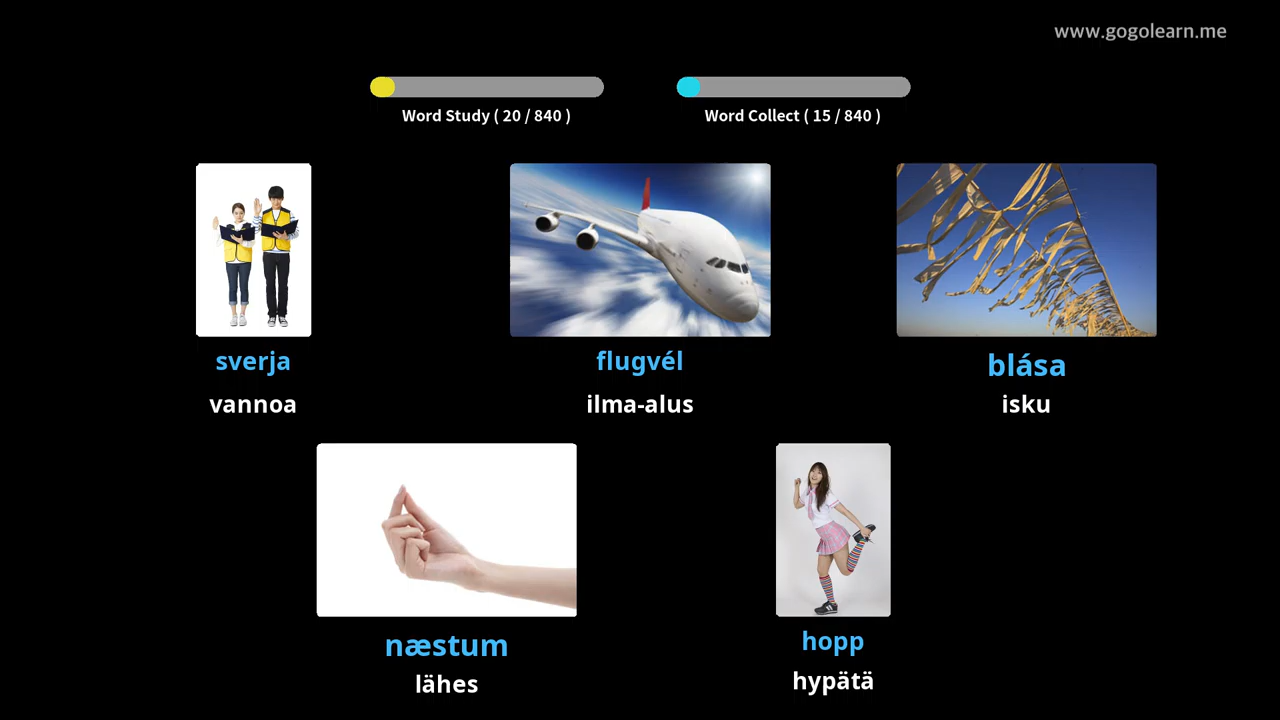 www.gogolearn.me
Word Study ( 20 / 840 )
Word Collect ( 15 / 840 )
sverja
vannoa
flugvél
ilma-alus
blása
isku
næstum
lähes
hopp
hypätä